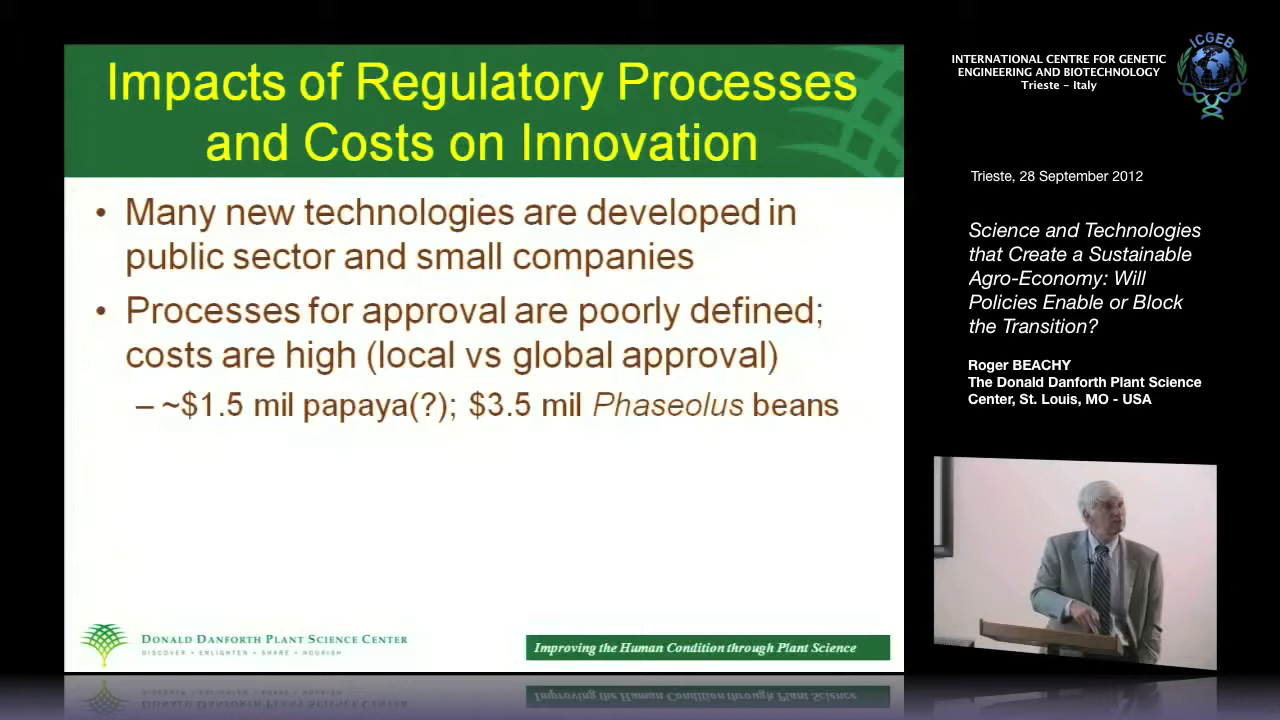 Impacts of Regulatory Processes
and Costs on Innovation
• Many new technologies are developed in
public sector and small companies
• Processes for approval are poorly defined;
costs are high (local vs global approval)
– ~$1.5 mil papaya(?); $3.5 mil Phaseolus beans
DONALD DANFORTH PLANT SCIENCE CENTER
DISCOVER • ENLIGHTEN • SHARE • NOURISH
Improving the Human Condition through Plant Science
INTERNATIONAL CENTRE FOR GENETIC
ENGINEERING AND BIOTECHNOLOGY
Trieste – Italy
ICGEB
Trieste, 28 September 2012
Science and Technologies
that Create a Sustainable
Agro-Economy: Will
Policies Enable or Block
the Transition?
Roger BEACHY
The Donald Danforth Plant Science
Center, St. Louis, MO - USA